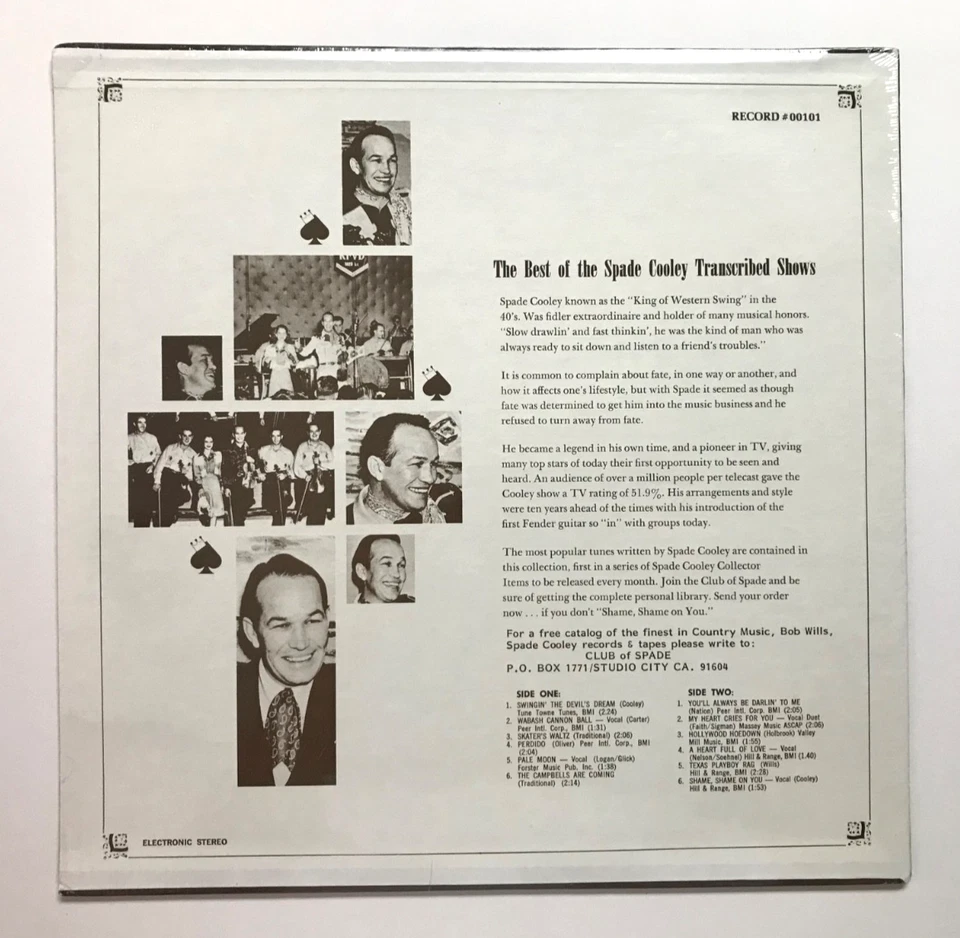 RECORD #00101
KFVD
The Best of the Spade Cooley Transcribed Shows
Spade Cooley known as the "King of Western Swing" in the
40's. Was fidler extraordinaire and holder of many musical honors.
"Slow drawlin' and fast thinkin', he was the kind of man who was
always ready to sit down and listen to a friend's troubles."
It is common to complain about fate, in one way or another, and
how it affects one's lifestyle, but with Spade it seemed as though
fate was determined to get him into the music business and he
refused to turn away from fate.
He became a legend in his own time, and a pioneer in TV, giving
many top stars of today their first opportunity to be seen and
heard. An audience of over a million people per telecast gave the
Cooley show a TV rating of 51.9%. His arrangements and style
were ten years ahead of the times with his introduction of the
first Fender guitar so "in" with groups today.
The most popular tunes written by Spade Cooley are contained in
this collection, first in a series of Spade Cooley Collector
Items to be released every month. Join the Club of Spade and be
sure of getting the complete personal library. Send your order
now . . . if you don't "Shame, Shame on You."
For a free catalog of the finest in Country Music, Bob Wills,
Spade Cooley records & tapes please write to:
CLUB of SPADE
P.O. BOX 1771/STUDIO CITY CA. 91604
SIDE ONE:
1. SWINGIN' THE DEVIL'S DREAM (Cooley)
Tune Towne Tunes, BMI (2:24)
2. WABASH CANNON BALL — Vocal (Carter)
Peer Intl. Corp., BMI (1:31)
3. SKATER'S WALTZ (Traditional) (2:06)
4. PERDIDO (Oliver) Peer Intl. Corp., BMI
(2:04)
5. PALE MOON — Vocal (Logan/Glick)
Forster Music Pub. Inc. (1:38)
6. THE CAMPBELLS ARE COMING
(Traditional) (2:14)
SIDE TWO:
1. YOU'LL ALWAYS BE DARLIN' TO ME
(Nation) Peer Intl. Corp. BMI (2:05)
2. MY HEART CRIES FOR YOU — Vocal Duet
(Faith/Sigman) Massey Music ASCAP (2:06)
3. HOLLYWOOD HOEDOWN (Holbrook) Valley
Mill Music, BMI (1:55)
4. A HEART FULL OF LOVE — Vocal
(Nelson/Soehnel) Hill & Range, BMI (1.40)
5. TEXAS PLAYBOY RAG (Wills)
Hill & Range, BMI (2:28)
6. SHAME, SHAME ON YOU — Vocal (Cooley)
Hill & Range, BMI (1:53)
ELECTRONIC STEREO